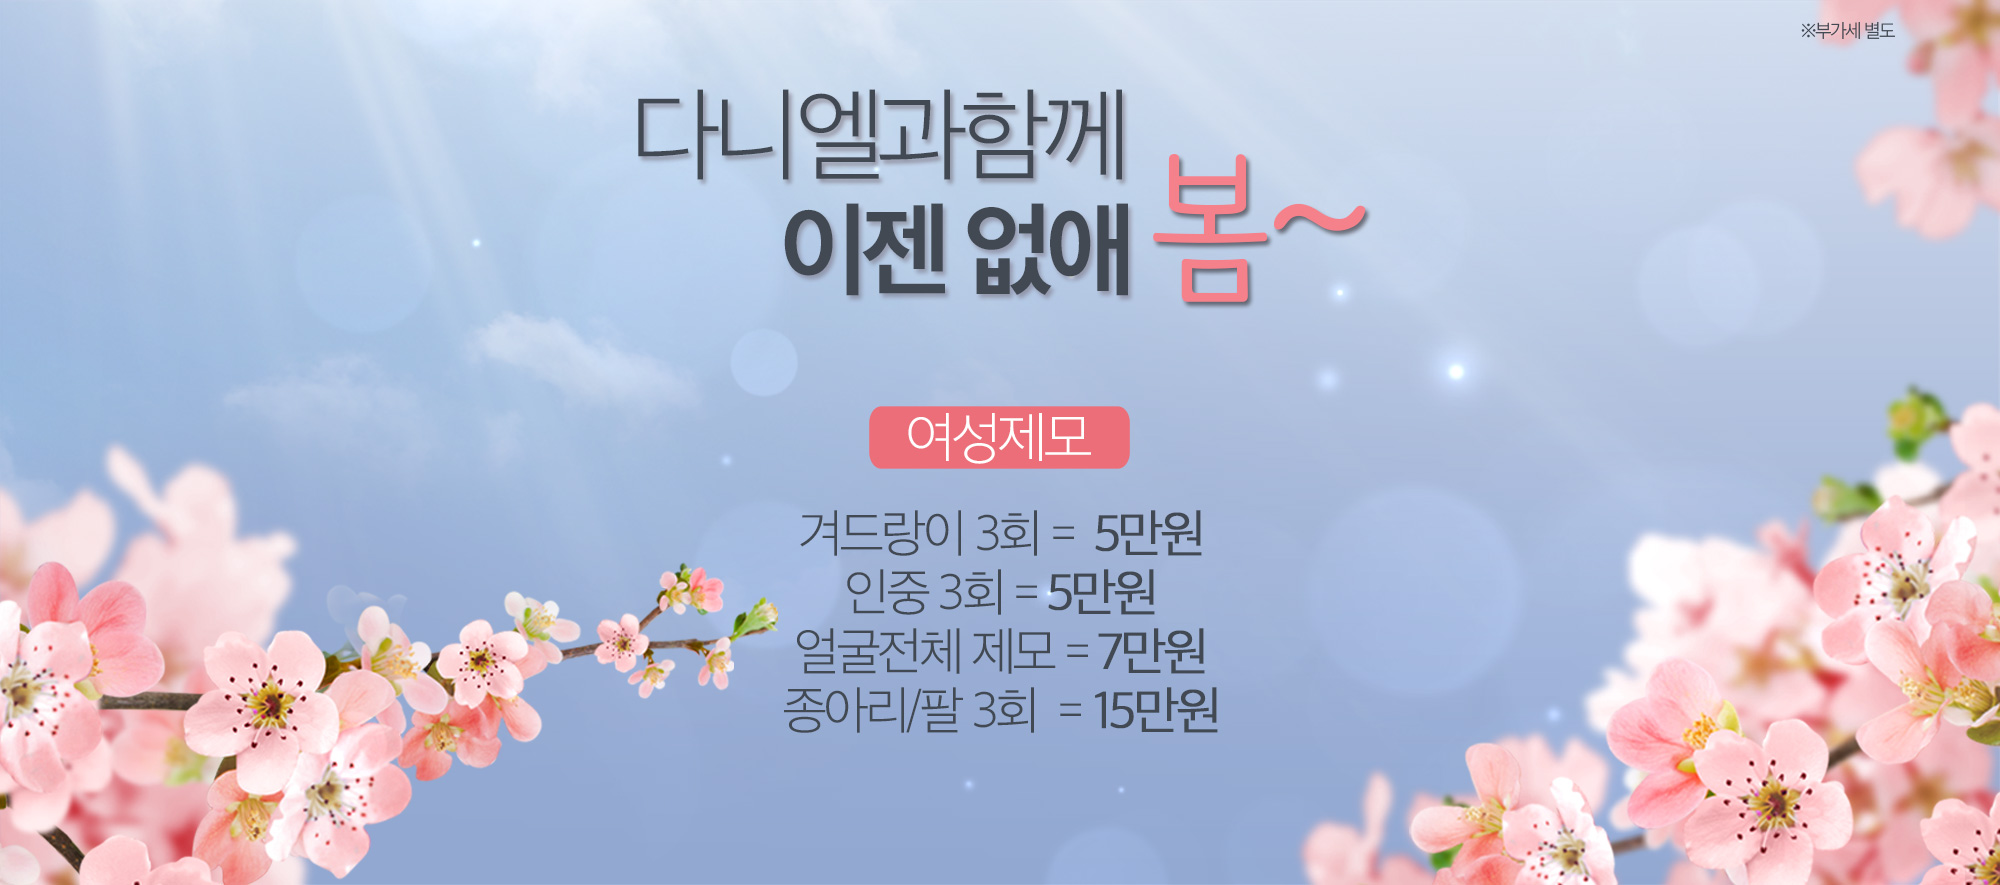 ※부가세 별도
다니엘과함께
이젠 없애 봄~
여성제모
겨드랑이 3회 = 5만원
인중 3회 = 5만원
얼굴전체 제모 = 7만원
종아리/팔 3회 = 15만원